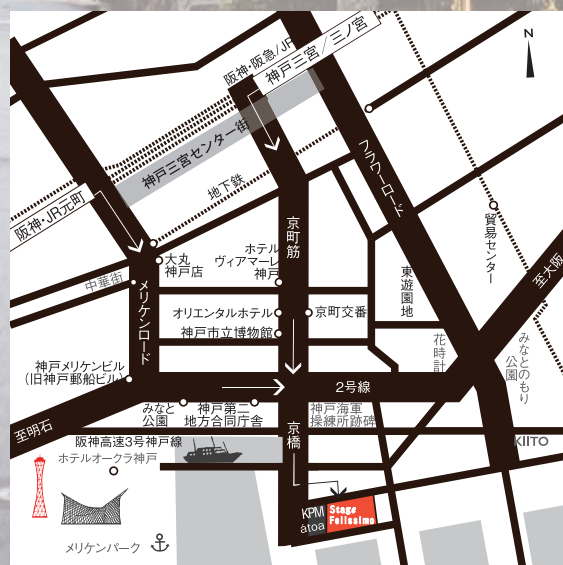 N
阪神・阪急/JR
神戸三宮/三ノ宮
神戸三宮センター街
地下鉄
阪神・JR元町
フラワーロード
貿易センター
京町筋
大丸
神戸店
ホテル
ヴィアマーレ
神戸
中華街
メリケンロード
オリエンタルホテル
京町交番
神戸市立博物館
東遊園地
至大阪
花時計
みなとのもり
公園
神戸メリケンビル
(旧神戸郵船ビル)
2号線
みなと
公園
神戸第二
地方合同庁舎
神戸海軍
操練所跡碑
京橋
至明石
阪神高速3号神戸線
KIITO
ホテルオークラ神戸
KPM
átoa
Stage
Felissimo
メリケンパーク